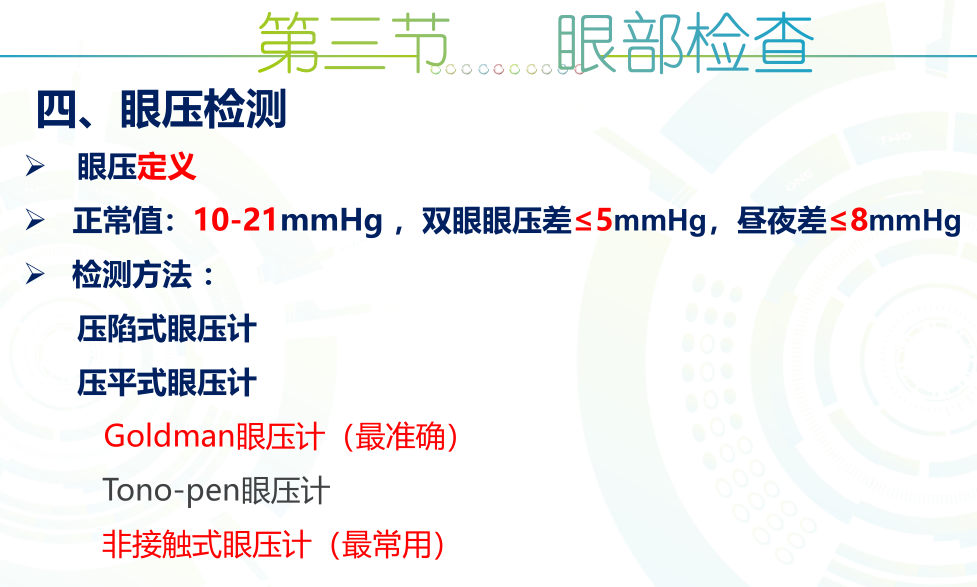 第三节 眼部检查
四、眼压检测
眼压定义
正常值：10-21mmHg ，双眼眼压差≤5mmHg，昼夜差≤8mmHg
检测方法 ：
压陷式眼压计
压平式眼压计
Goldman眼压计（最准确）
Tono-pen眼压计
非接触式眼压计（最常用）